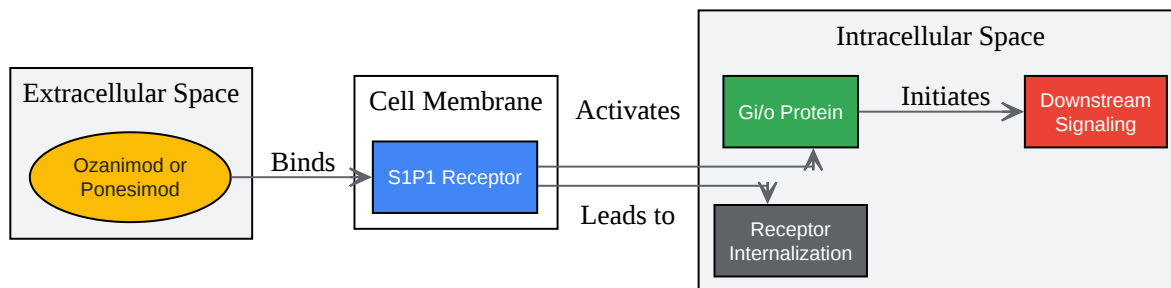 Extracellular Space
Ozanimod or
Ponesimod
Binds
Cell Membrane
S1P1 Receptor
Activates
Leads to
Intracellular Space
Gi/o Protein
Initiates
Downstream
Signaling
Receptor
Internalization